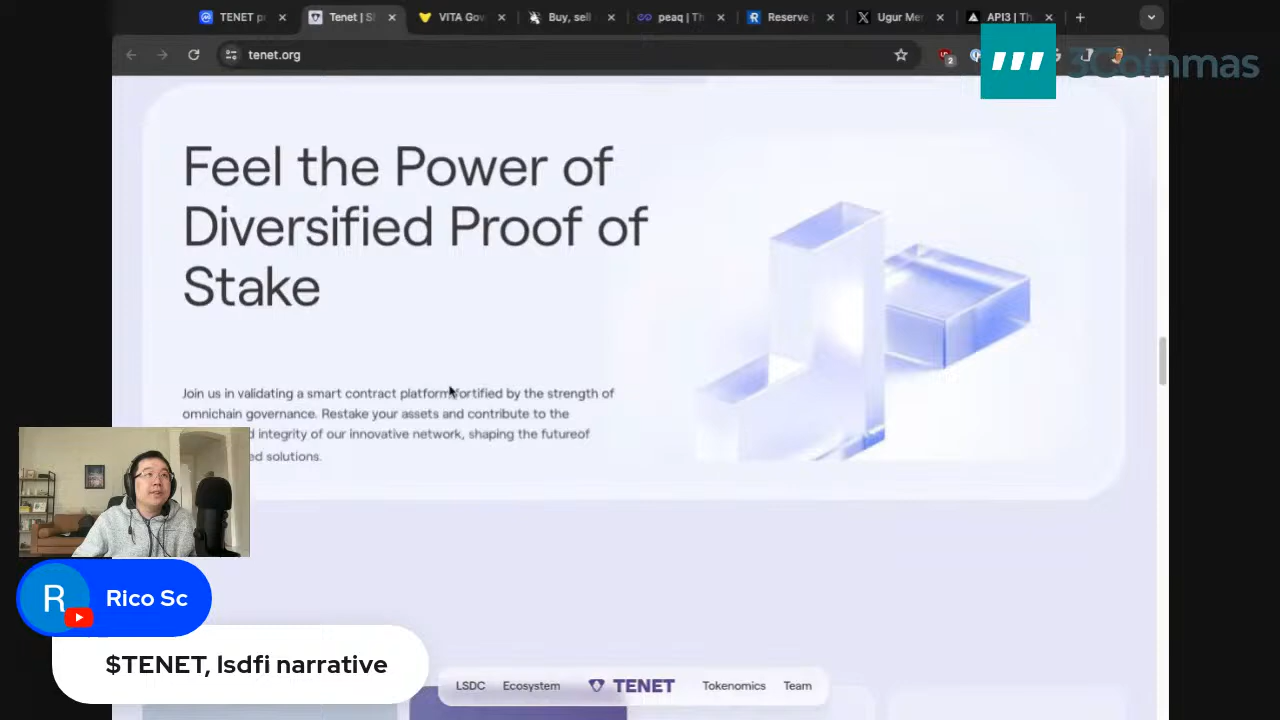 TENET pr
Tenet | S
VITA Gov
Buy, sell
peaq | Th
Reserve
Ugur Mer
API3 | Th
tenet.org
3Commas
Feel the Power of
Diversified Proof of
Stake
Join us in validating a smart contract platform fortified by the strength of
omnichain governance. Restake your assets and contribute to the
d integrity of our innovative network, shaping the futureof
ed solutions.
R
Rico Sc
$TENET, lsdfi narrative
LSDC
Ecosystem
TENET
Tokenomics
Team